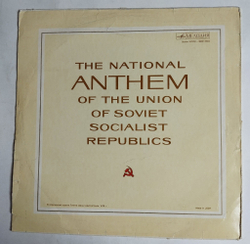 THE NATIONAL
ANTHEM
OF THE UNION
OF SOVIET
SOCIALIST
REPUBLICS